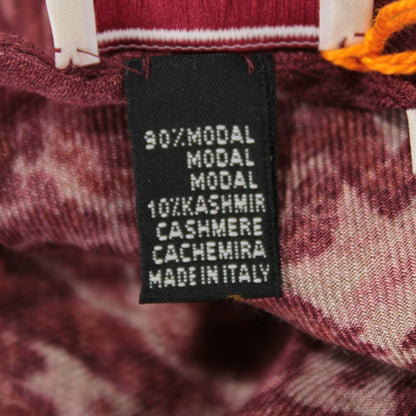 90%MODAL
MODAL
MODAL
10%KASHMIR
CASHMERE
CACHEMIRA
MADE IN ITALY